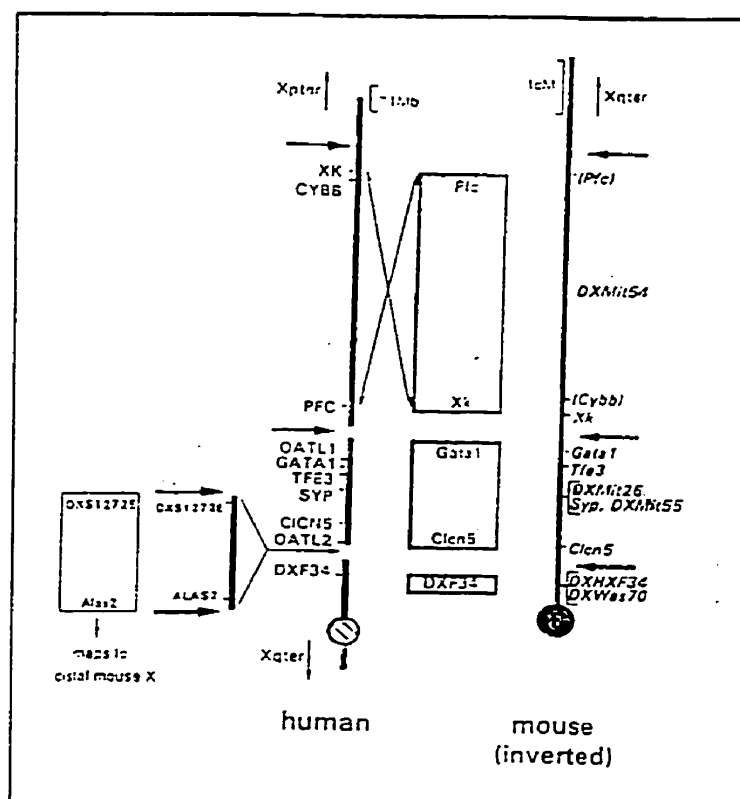 Xpter
1Mb
XK
CYBB
PFC
OATL1
GATA1
TFE3
SYP
ClCN5
OATL2
DXF34
Xqter
human
ALAS2
Alas2
maps to
distal mouse X
Pfc
Xk
Gata1
Clcn5
DXF34
1cM
Xqter
(Pfc)
DXMit54
(Cybb)
Xk
Gata1
Tfe3
DXMit26,
Syp, DXMit55
Clcn5
DXHXF34
DXWas70
mouse
(inverted)